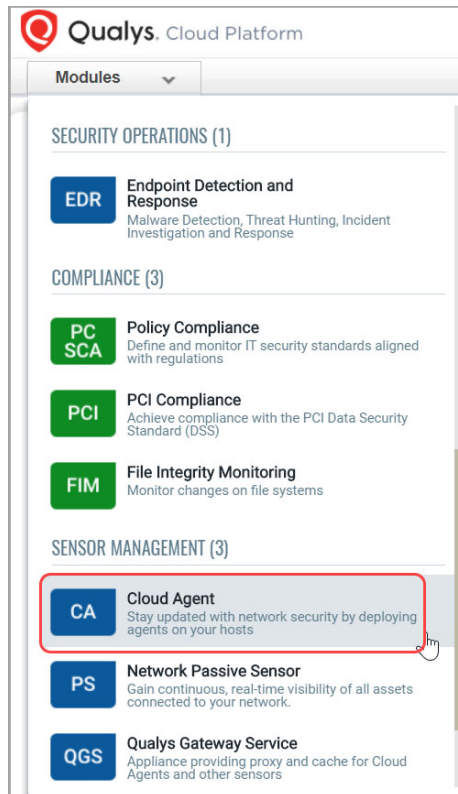 Qualys. Cloud Platform
Modules
SECURITY OPERATIONS (1)
EDR
Endpoint Detection and
Response
Malware Detection, Threat Hunting, Incident
Investigation and Response
COMPLIANCE (3)
PC
SCA
Policy Compliance
Define and monitor IT security standards aligned
with regulations
PCI
PCI Compliance
Achieve compliance with the PCI Data Security
Standard (DSS)
FIM
File Integrity Monitoring
Monitor changes on file systems
SENSOR MANAGEMENT (3)
CA
Cloud Agent
Stay updated with network security by deploying
agents on your hosts
PS
Network Passive Sensor
Gain continuous, real-time visibility of all assets
connected to your network.
QGS
Qualys Gateway Service
Appliance providing proxy and cache for Cloud
Agents and other sensors